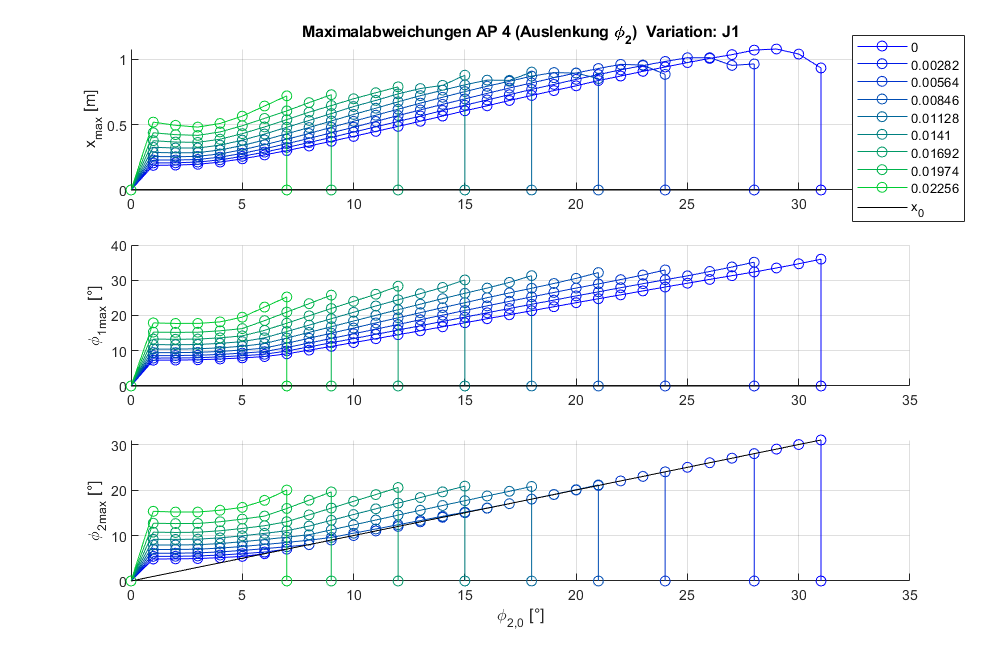 Maximalabweichungen AP 4 (Auslenkung ϕ2)  Variation: J1
xmax [m]
1
0.5
0
0 5 10 15 20 25 30
0
0.00282
0.00564
0.00846
0.01128
0.0141
0.01692
0.01974
0.02256
x0
ϕ1max [°]
40
30
20
10
0
0 5 10 15 20 25 30 35
ϕ2max [°]
30
20
10
0
0 5 10 15 20 25 30 35
ϕ2,0 [°]